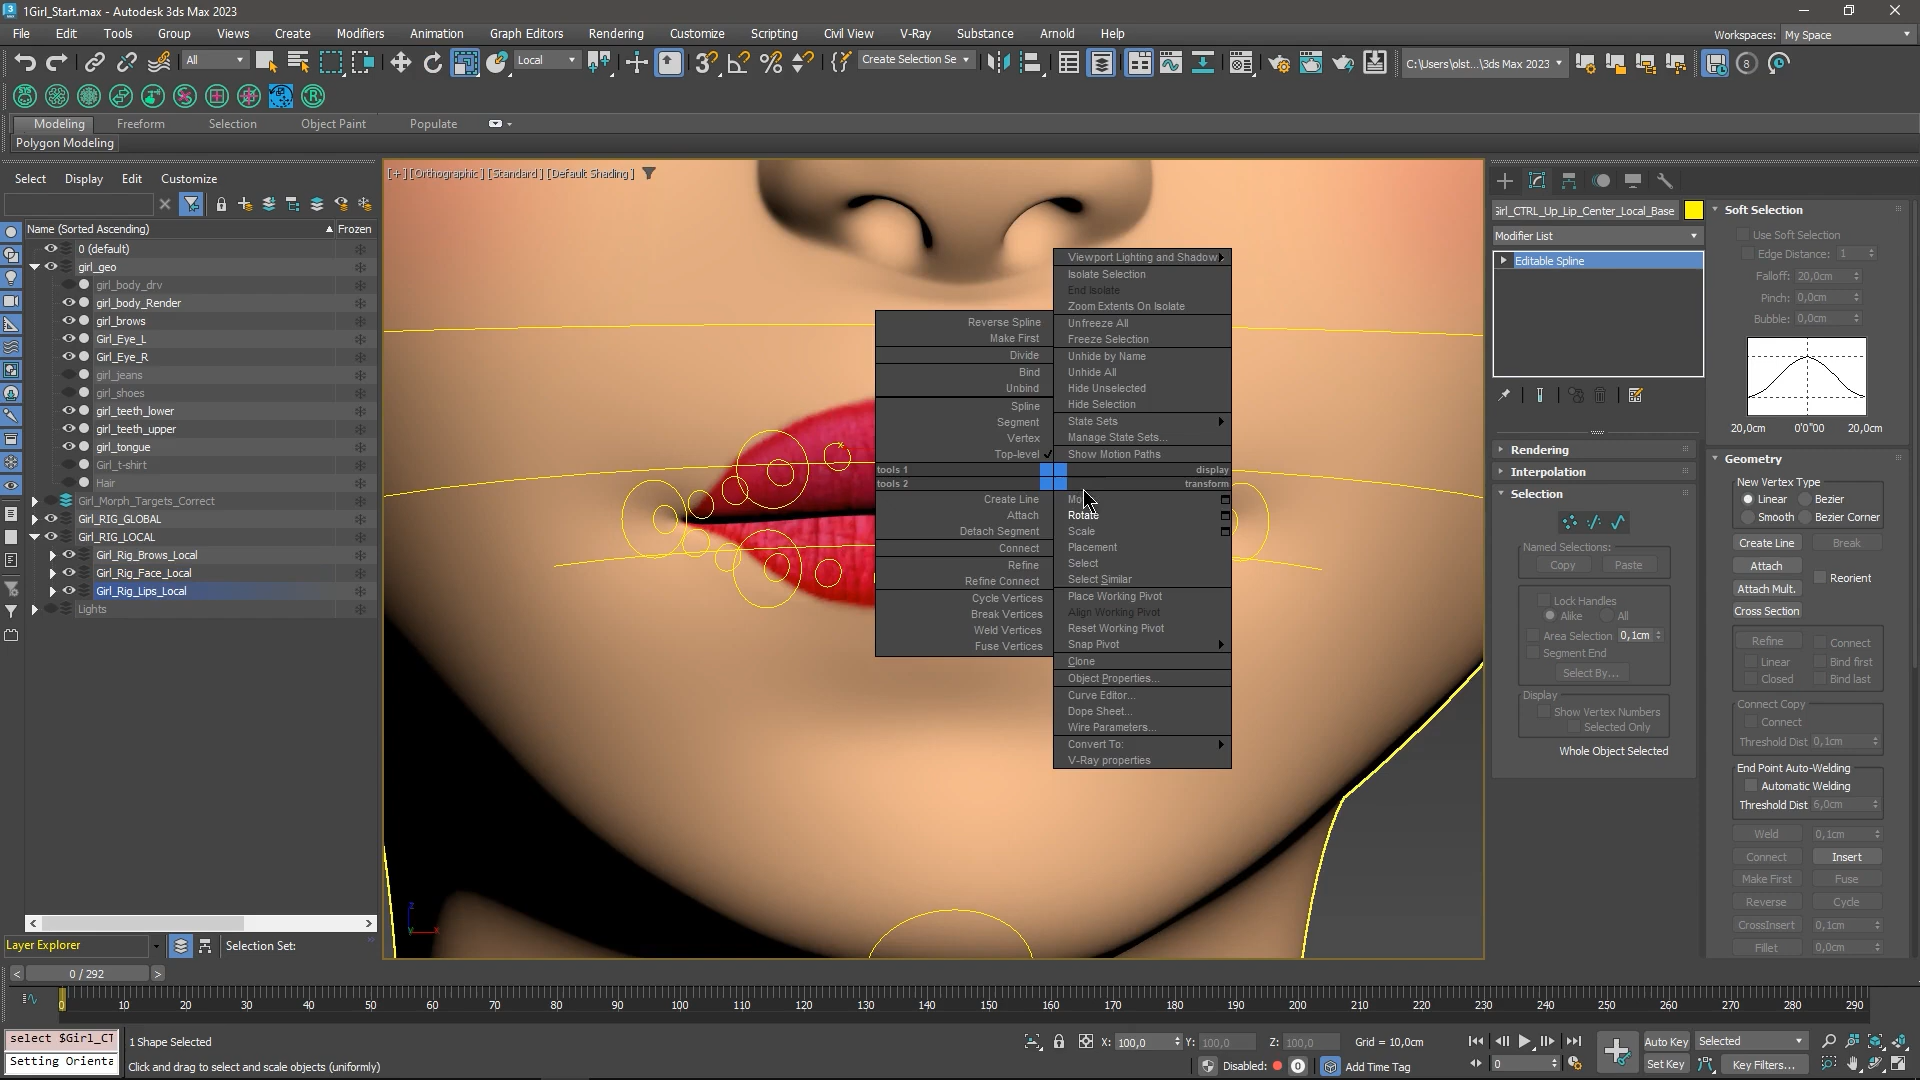 1Girl_Start.max - Autodesk 3ds Max 2023
File Edit Tools Group Views Create Modifiers Animation Graph Editors Rendering Customize Scripting Civil View V-Ray Substance Arnold Help
Workspaces: My Space
All
Local
Create Selection Se
C:\Users\olst...\3ds Max 2023
Modeling Freeform Selection Object Paint Populate
Polygon Modeling
Select Display Edit Customize
Name (Sorted Ascending) Frozen
0 (default)
girl_geo
girl_body_drv
girl_body_Render
girl_brows
Girl_Eye_L
Girl_Eye_R
girl_jeans
girl_shoes
girl_teeth_lower
girl_teeth_upper
girl_tongue
Girl_t-shirt
Hair
Girl_Morph_Targets_Correct
Girl_RIG_GLOBAL
Girl_RIG_LOCAL
Girl_Rig_Brows_Local
Girl_Rig_Face_Local
Girl_Rig_Lips_Local
Lights
Layer Explorer
Selection Set:
[+] [Orthographic] [Standard] [Default Shading]
Viewport Lighting and Shadow
Isolate Selection
End Isolate
Zoom Extents On Isolate
Unfreeze All
Freeze Selection
Unhide by Name
Unhide All
Hide Unselected
Hide Selection
State Sets
Manage State Sets...
Show Motion Paths
display
transform
Reverse Spline
Make First
Divide
Bind
Unbind
Spline
Segment
Vertex
Top-level
tools 1
tools 2
Create Line
Attach
Detach Segment
Connect
Refine
Refine Connect
Cycle Vertices
Break Vertices
Weld Vertices
Fuse Vertices
Rotate
Scale
Placement
Select
Select Similar
Place Working Pivot
Align Working Pivot
Reset Working Pivot
Snap Pivot
Clone
Object Properties...
Curve Editor...
Dope Sheet...
Wire Parameters...
Convert To:
V-Ray properties
Girl_CTRL_Up_Lip_Center_Local_Base
Modifier List
Editable Spline
Rendering
Interpolation
Selection
Named Selections:
Copy Paste
Lock Handles
Alike All
Area Selection 0,1cm
Segment End
Select By...
Display
Show Vertex Numbers
Selected Only
Whole Object Selected
Soft Selection
Use Soft Selection
Edge Distance: 1
Falloff: 20,0cm
Pinch: 0,0cm
Bubble: 0,0cm
20,0cm 0'0"00 20,0cm
Geometry
New Vertex Type
Linear Bezier
Smooth Bezier Corner
Create Line Break
Attach
Reorient
Attach Mult.
Cross Section
Refine Connect
Linear Bind first
Closed Bind last
Connect Copy
Connect
Threshold Dist 0,1cm
End Point Auto-Welding
Automatic Welding
Threshold Dist 6,0cm
Weld 0,1cm
Connect Insert
Make First Fuse
Reverse Cycle
CrossInsert 0,1cm
Fillet 0,0cm
0 / 292
0 10 20 30 40 50 60 70 80 90 100 110 120 130 140 150 160 170 180 190 200 210 220 230 240 250 260 270 280 290
select $Girl_CT
Setting Orienta
1 Shape Selected
Click and drag to select and scale objects (uniformly)
X: 100,0 Y: 100,0 Z: 100,0 Grid = 10,0cm
Disabled: 0 Add Time Tag
0
Auto Key Selected
Set Key Key Filters...